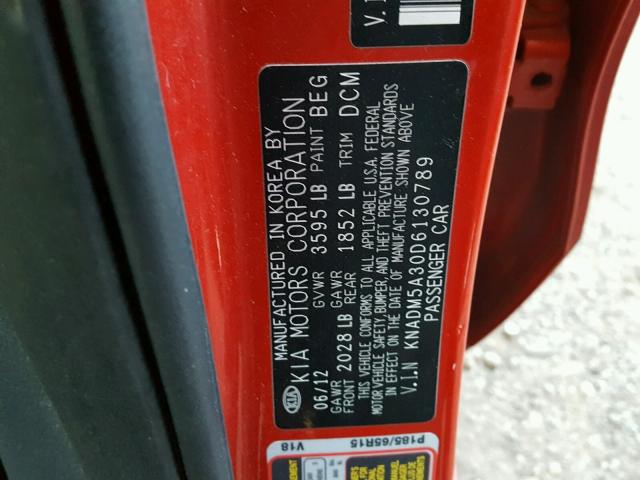 V.I
MANUFACTURED IN KOREA BY
KIA KIA MOTORS CORPORATION
06/12 GVWR 3595 LB PAINT BEG
GAWR FRONT 2028 LB GAWR REAR 1852 LB TRIM DCM
THIS VEHICLE CONFORMS TO ALL APPLICABLE U.S.A. FEDERAL
MOTOR VEHICLE SAFETY, BUMPER, AND THEFT PREVENTION STANDARDS
IN EFFECT ON THE DATE OF MANUFACTURE SHOWN ABOVE
V.I.N KNADM5A30D6130789
PASSENGER CAR
V18 P185/65R15